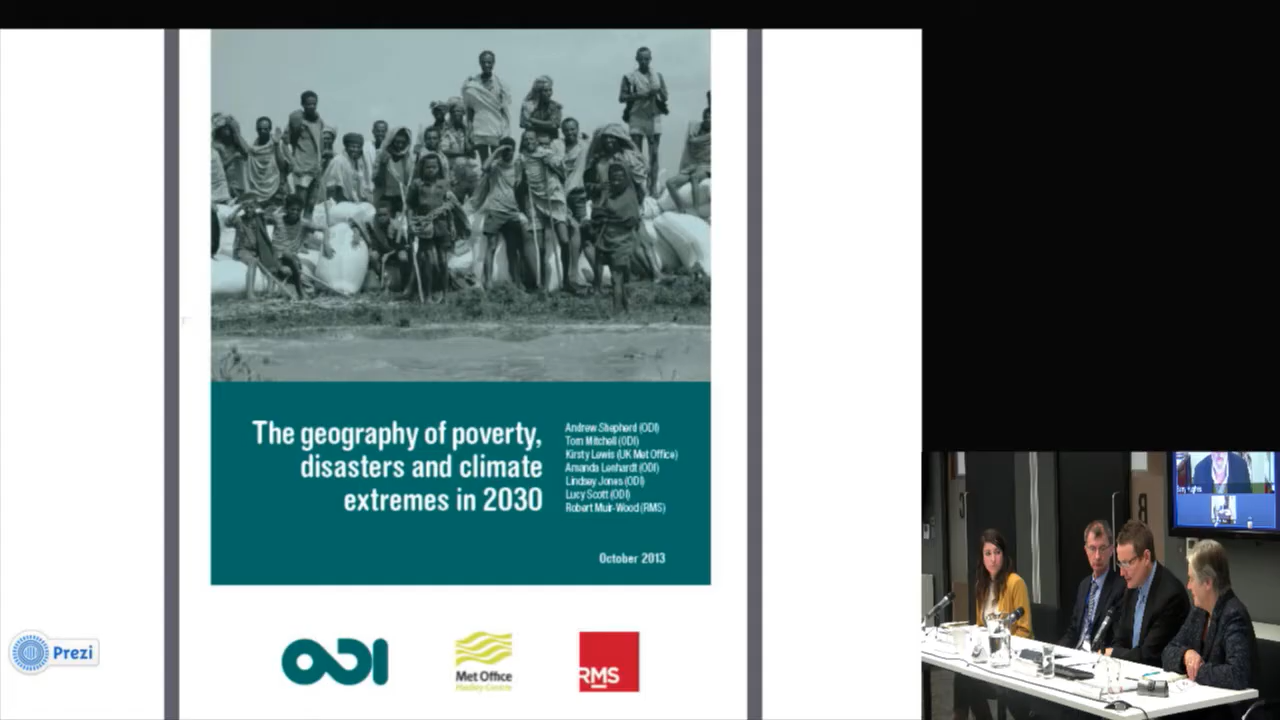 The geography of poverty,
disasters and climate
extremes in 2030
Andrew Shepherd (ODI)
Tom Mitchell (ODI)
Kirsty Lewis (UK Met Office)
Amanda Lenhardt (ODI)
Lindsey Jones (ODI)
Lucy Scott (ODI)
Robert Muir-Wood (RMS)
October 2013
Prezi
ODI
Met Office
Hadley Centre
RMS